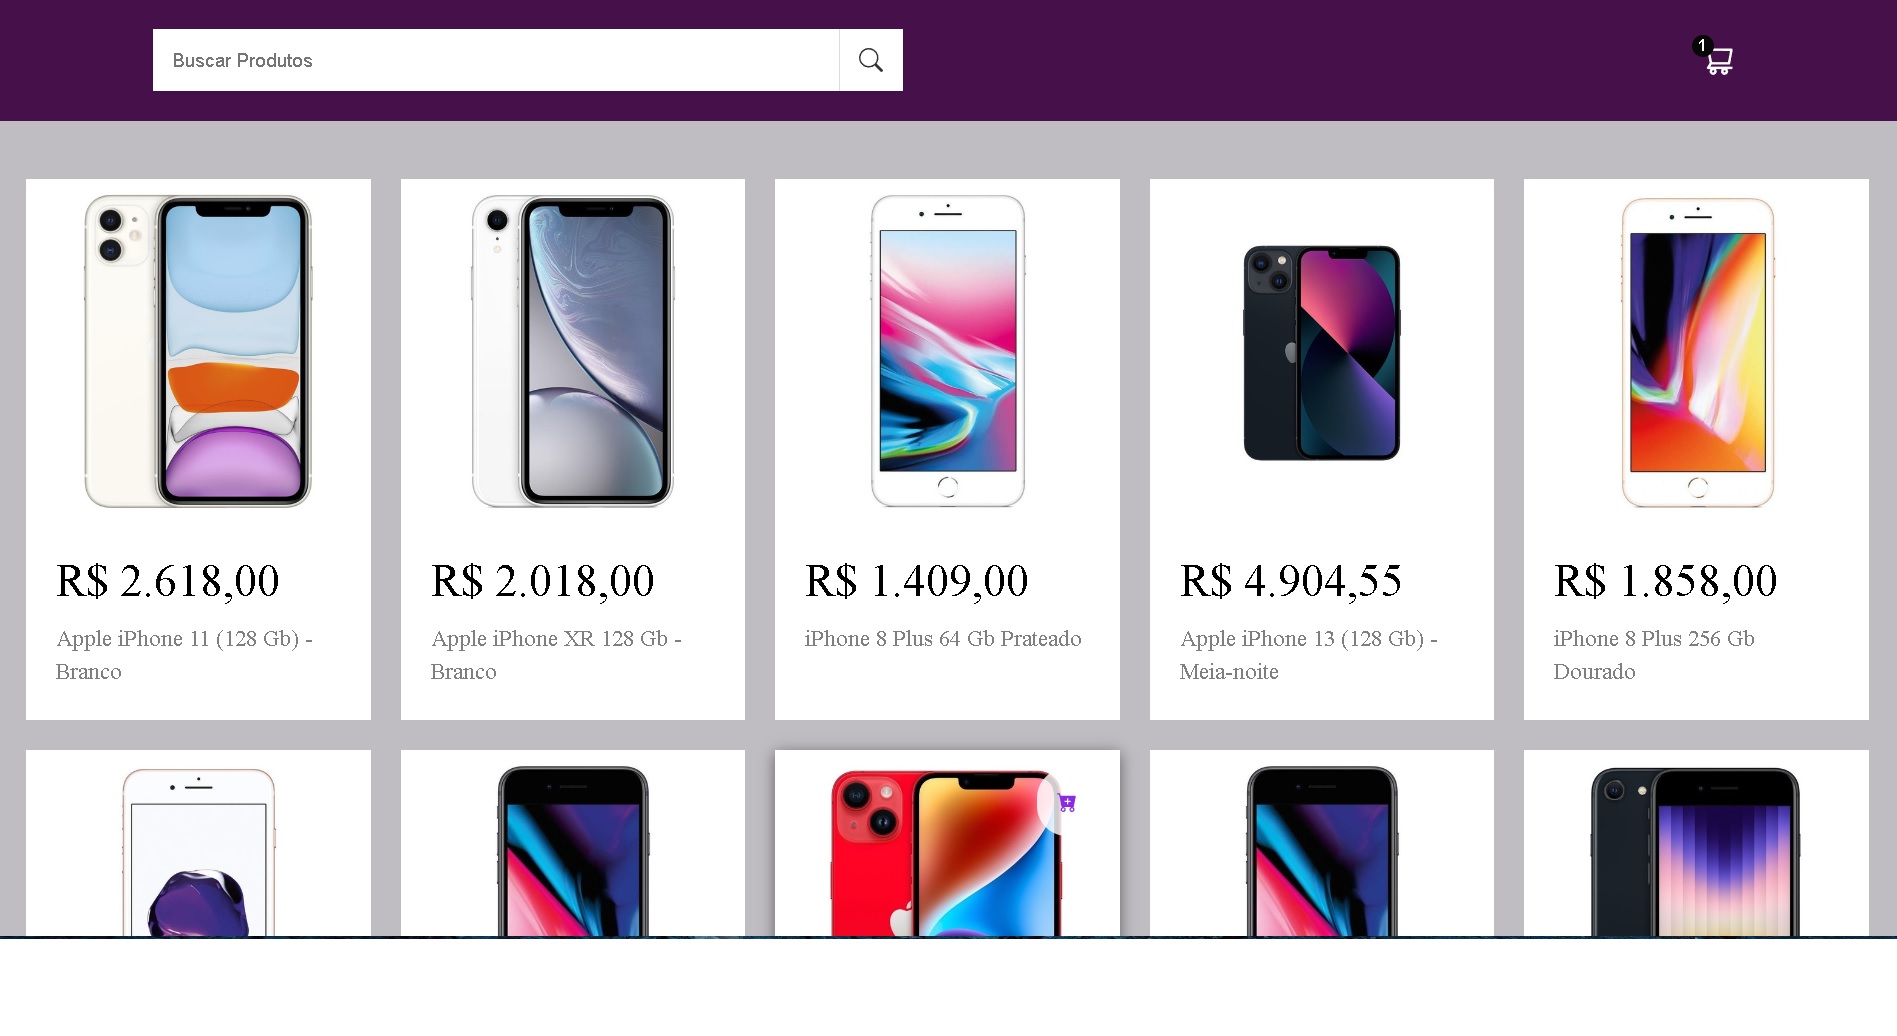 Buscar Produtos
1
R$ 2.618,00
Apple iPhone 11 (128 Gb) -
Branco
R$ 2.018,00
Apple iPhone XR 128 Gb -
Branco
R$ 1.409,00
iPhone 8 Plus 64 Gb Prateado
R$ 4.904,55
Apple iPhone 13 (128 Gb) -
Meia-noite
R$ 1.858,00
iPhone 8 Plus 256 Gb
Dourado